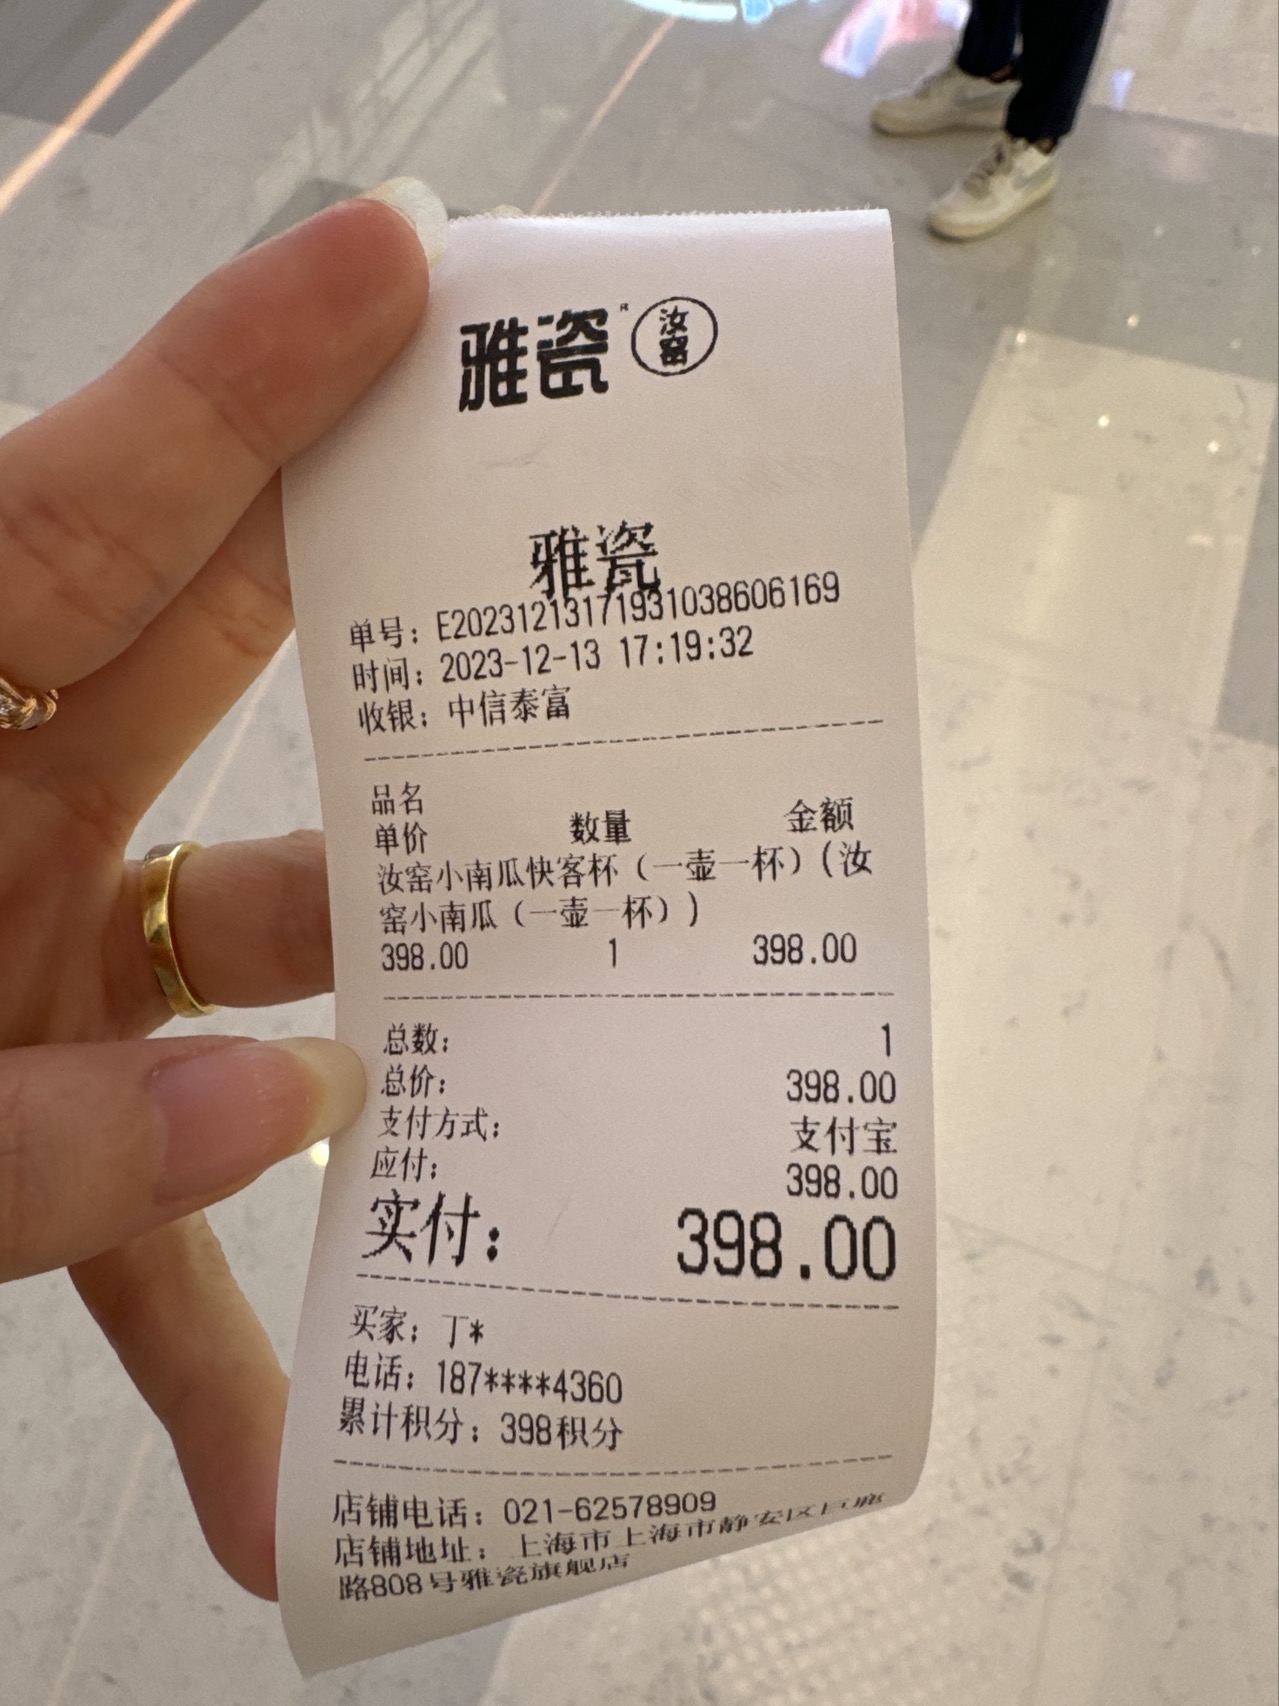 雅瓷® 汝窑
雅瓷
单号：E20231213171931038606169
时间：2023-12-13 17:19:32
收银：中信泰富
品名
单价 数量 金额
汝窑小南瓜快客杯（一壶一杯）(汝
窑小南瓜（一壶一杯）)
398.00 1 398.00
总数： 1
总价： 398.00
支付方式： 支付宝
应付： 398.00
实付： 398.00
买家：丁*
电话：187****4360
累计积分：398积分
店铺电话：021-62578909
店铺地址：上海市上海市静安区巨鹿
路808号雅瓷旗舰店